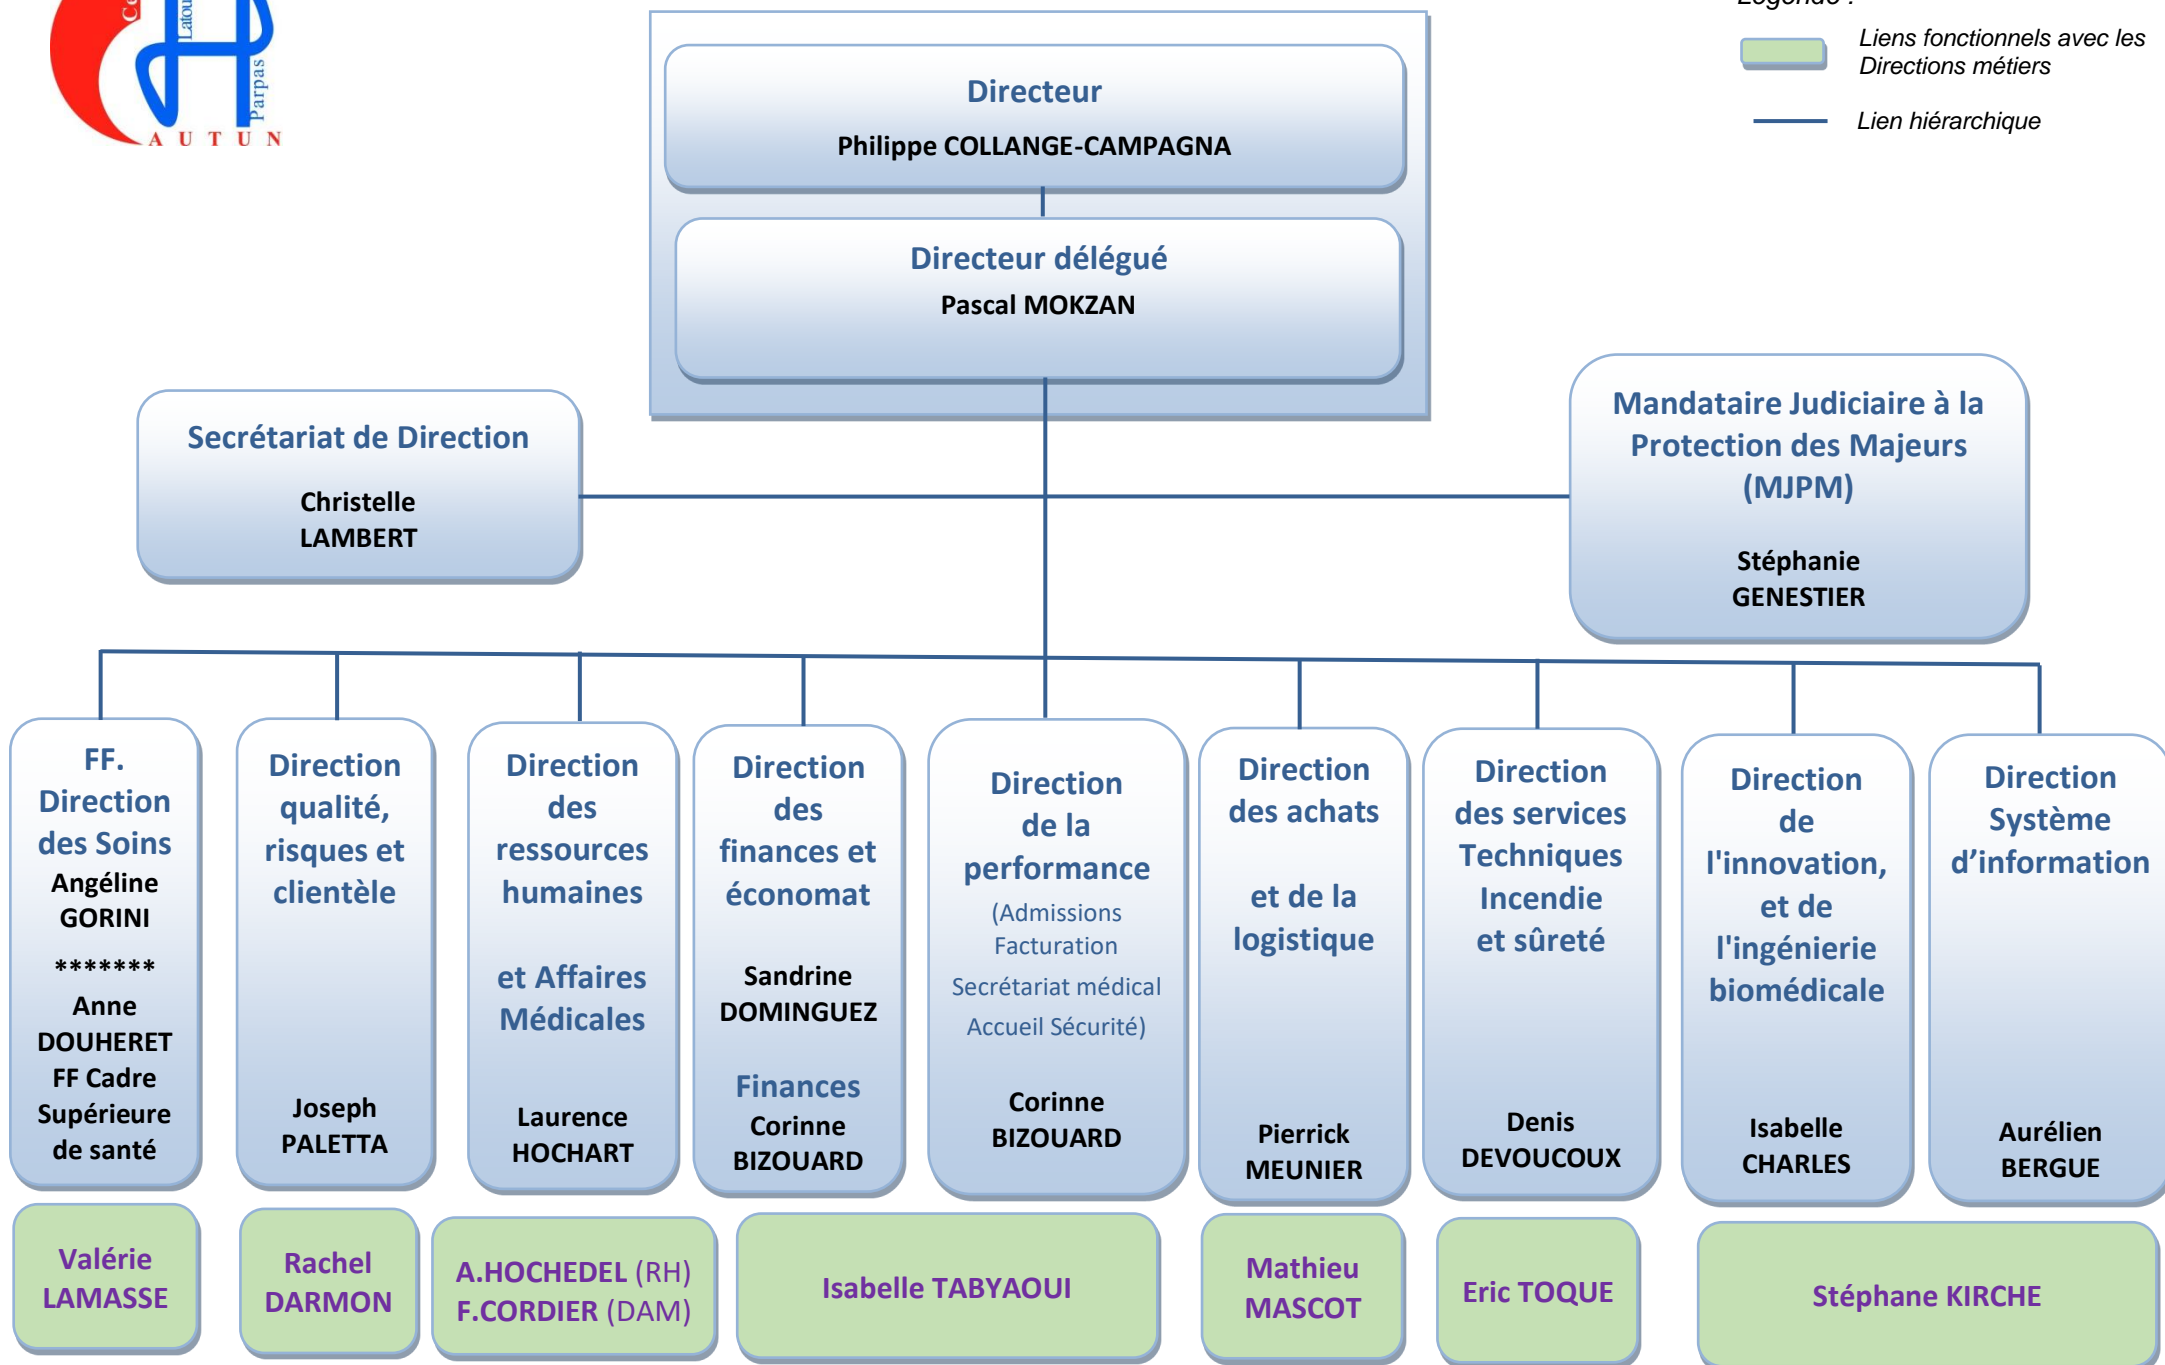 Latou
Parpas
AUTUN
Légende :
Liens fonctionnels avec les
Directions métiers
Lien hiérarchique
Directeur
Philippe COLLANGE-CAMPAGNA
Directeur délégué
Pascal MOKZAN
Secrétariat de Direction
Christelle
LAMBERT
Mandataire Judiciaire à la
Protection des Majeurs
(MJPM)
Stéphanie
GENESTIER
FF.
Direction
des Soins
Angéline
GORINI
*******
Anne
DOUHERET
FF Cadre
Supérieure
de santé
Direction
qualité,
risques et
clientèle
Joseph
PALETTA
Direction
des
ressources
humaines
et Affaires
Médicales
Laurence
HOCHART
Direction
des
finances et
économat
Sandrine
DOMINGUEZ
Finances
Corinne
BIZOUARD
Direction
de la
performance
(Admissions
Facturation
Secrétariat médical
Accueil Sécurité)
Corinne
BIZOUARD
Direction
des achats
et de la
logistique
Pierrick
MEUNIER
Direction
des services
Techniques
Incendie
et sûreté
Denis
DEVOUCOUX
Direction
de
l'innovation,
et de
l'ingénierie
biomédicale
Isabelle
CHARLES
Direction
Système
d’information
Aurélien
BERGUE
Valérie
LAMASSE
Rachel
DARMON
A.HOCHEDEL (RH)
F.CORDIER (DAM)
Isabelle TABYAOUI
Mathieu
MASCOT
Eric TOQUE
Stéphane KIRCHE